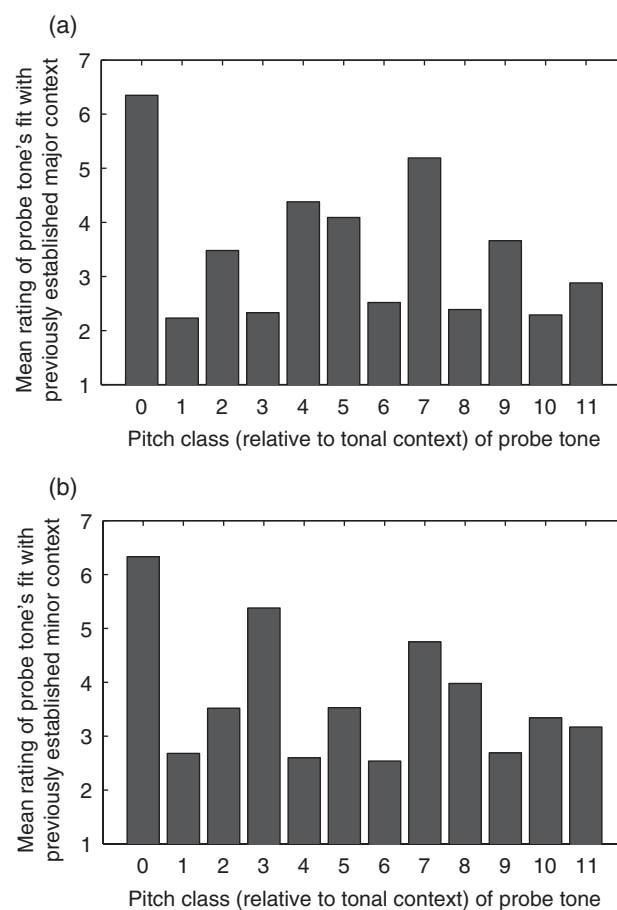 (a)
Mean rating of probe tone's fit with
previously established major context
7
6
5
4
3
2
1
0 1 2 3 4 5 6 7 8 9 10 11
Pitch class (relative to tonal context) of probe tone
(b)
Mean rating of probe tone's fit with
previously established minor context
7
6
5
4
3
2
1
0 1 2 3 4 5 6 7 8 9 10 11
Pitch class (relative to tonal context) of probe tone